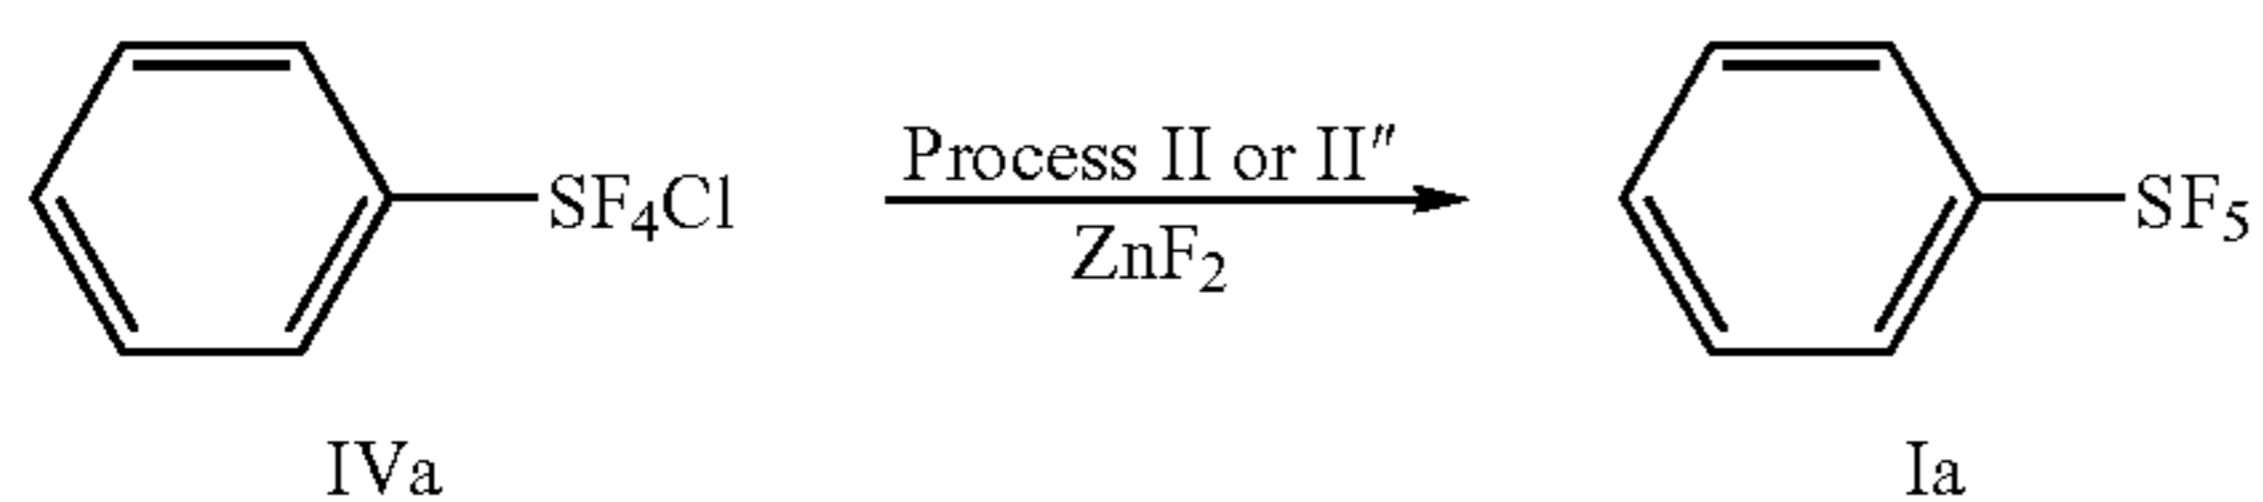 Process II or II″
SF₄Cl
SF₅
ZnF₂
IVa
Ia